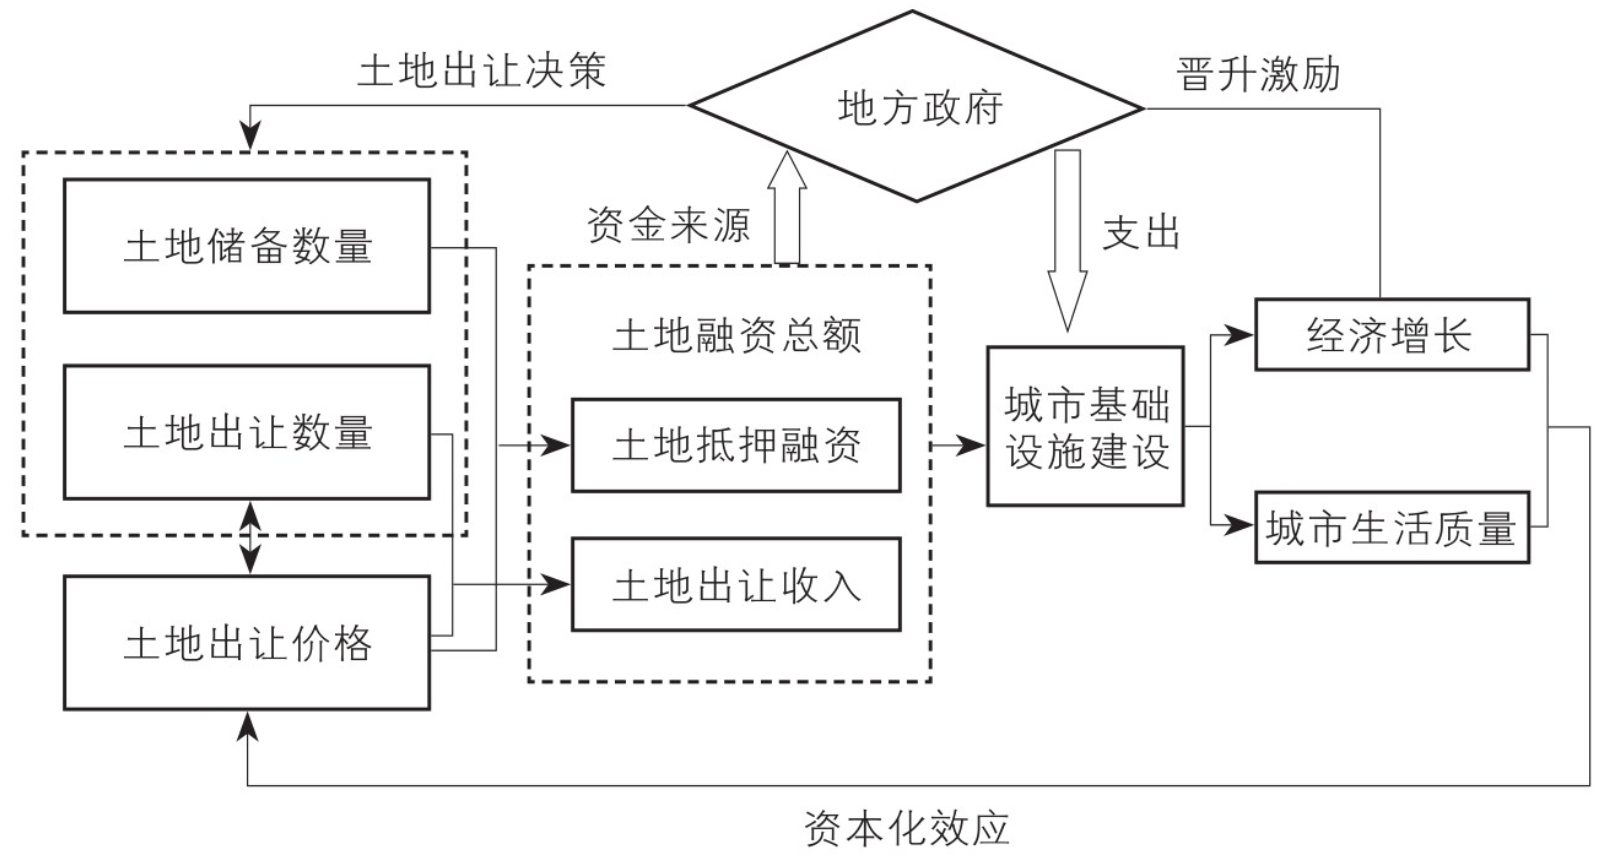 土地出让决策
地方政府
晋升激励
土地储备数量
资金来源
支出
土地融资总额
经济增长
土地出让数量
土地抵押融资
城市基础
设施建设
城市生活质量
土地出让收入
土地出让价格
资本化效应